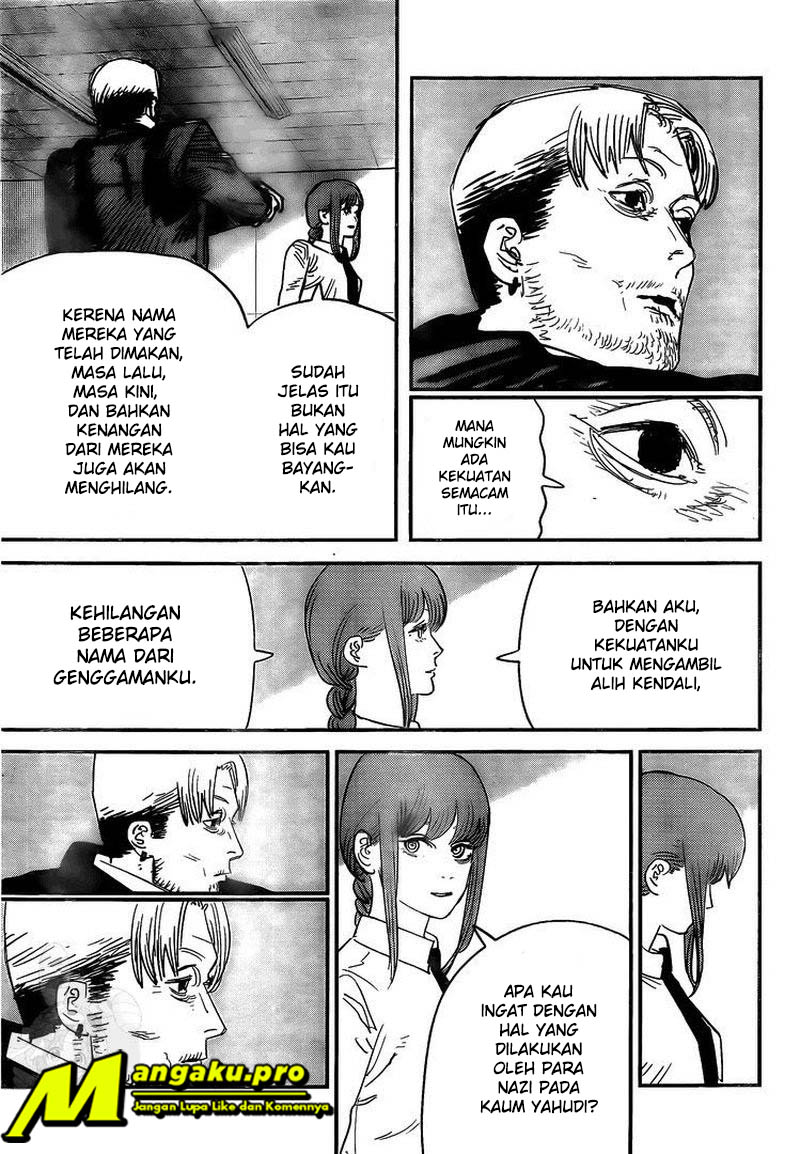 MANA
MUNGKIN
ADA
KEKUATAN
SEMACAM
ITU...
SUDAH
JELAS ITU
BUKAN
HAL YANG
BISA KAU
BAYANG-
KAN.
KERENA NAMA
MEREKA YANG
TELAH DIMAKAN,
MASA LALU,
MASA KINI,
DAN BAHKAN
KENANGAN
DARI MEREKA
JUGA AKAN
MENGHILANG.
BAHKAN AKU,
DENGAN
KEKUATANKU
UNTUK MENGAMBIL
ALIH KENDALI,
KEHILANGAN
BEBERAPA
NAMA DARI
GENGGAMANKU.
APA KAU
INGAT DENGAN
HAL YANG
DILAKUKAN
OLEH PARA
NAZI PADA
KAUM YAHUDI?
Mangaku.pro
Jangan Lupa Like dan Komennya